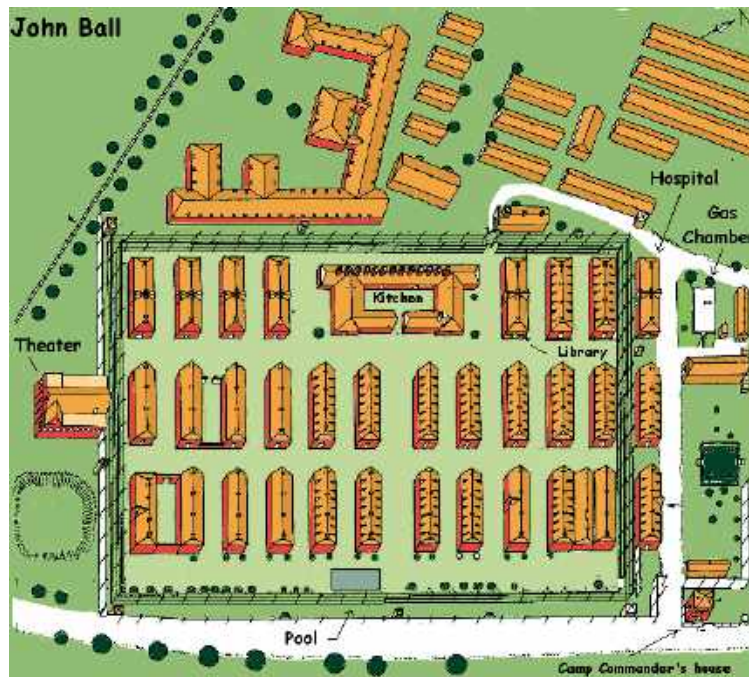 John Ball
Hospital
Gas
Chamber
Kitchen
Theater
Library
Pool
Camp Commander's house